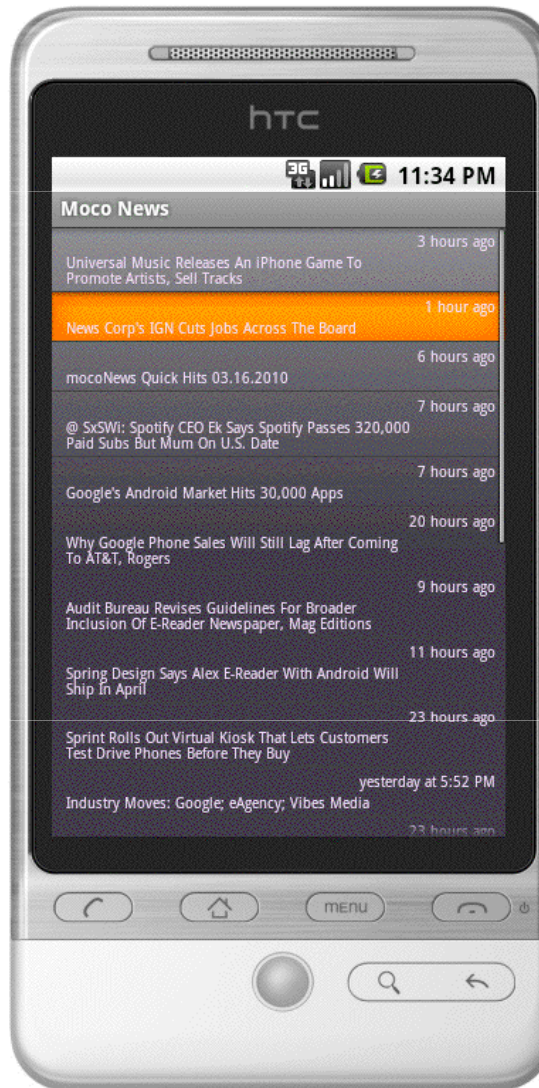 hTC
3G
11:34 PM
Moco News
3 hours ago
Universal Music Releases An iPhone Game To
Promote Artists, Sell Tracks
1 hour ago
News Corp's IGN Cuts Jobs Across The Board
6 hours ago
mocoNews Quick Hits 03.16.2010
7 hours ago
@ SxSWi: Spotify CEO Ek Says Spotify Passes 320,000
Paid Subs But Mum On U.S. Date
7 hours ago
Google's Android Market Hits 30,000 Apps
20 hours ago
Why Google Phone Sales Will Still Lag After Coming
To AT&T, Rogers
9 hours ago
Audit Bureau Revises Guidelines For Broader
Inclusion Of E-Reader Newspaper, Mag Editions
11 hours ago
Spring Design Says Alex E-Reader With Android Will
Ship In April
23 hours ago
Sprint Rolls Out Virtual Kiosk That Lets Customers
Test Drive Phones Before They Buy
yesterday at 5:52 PM
Industry Moves: Google; eAgency; Vibes Media
23 hours ago
MENU